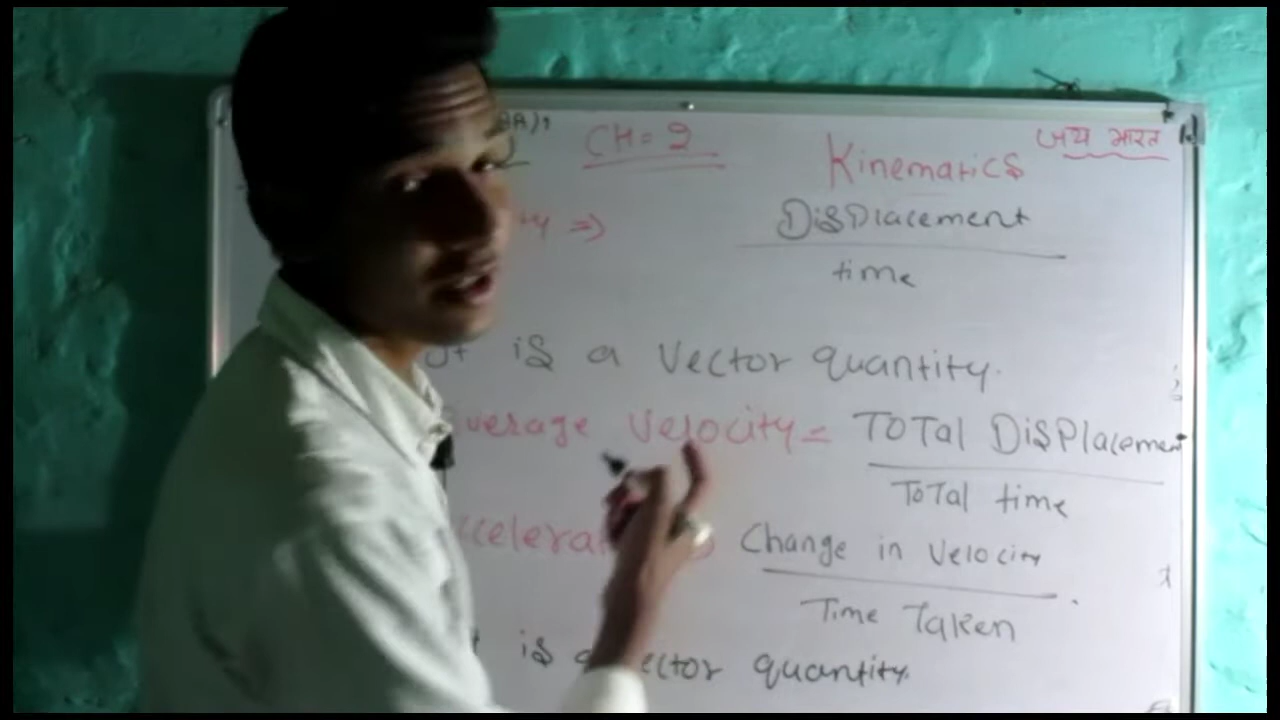 CH = 2
जय भारत
Kinematics
⇒ Displacement
time
is a vector quantity.
Velocity = Total Displacement
Total time
Change in velocity
Time Taken
is a vector quantity.